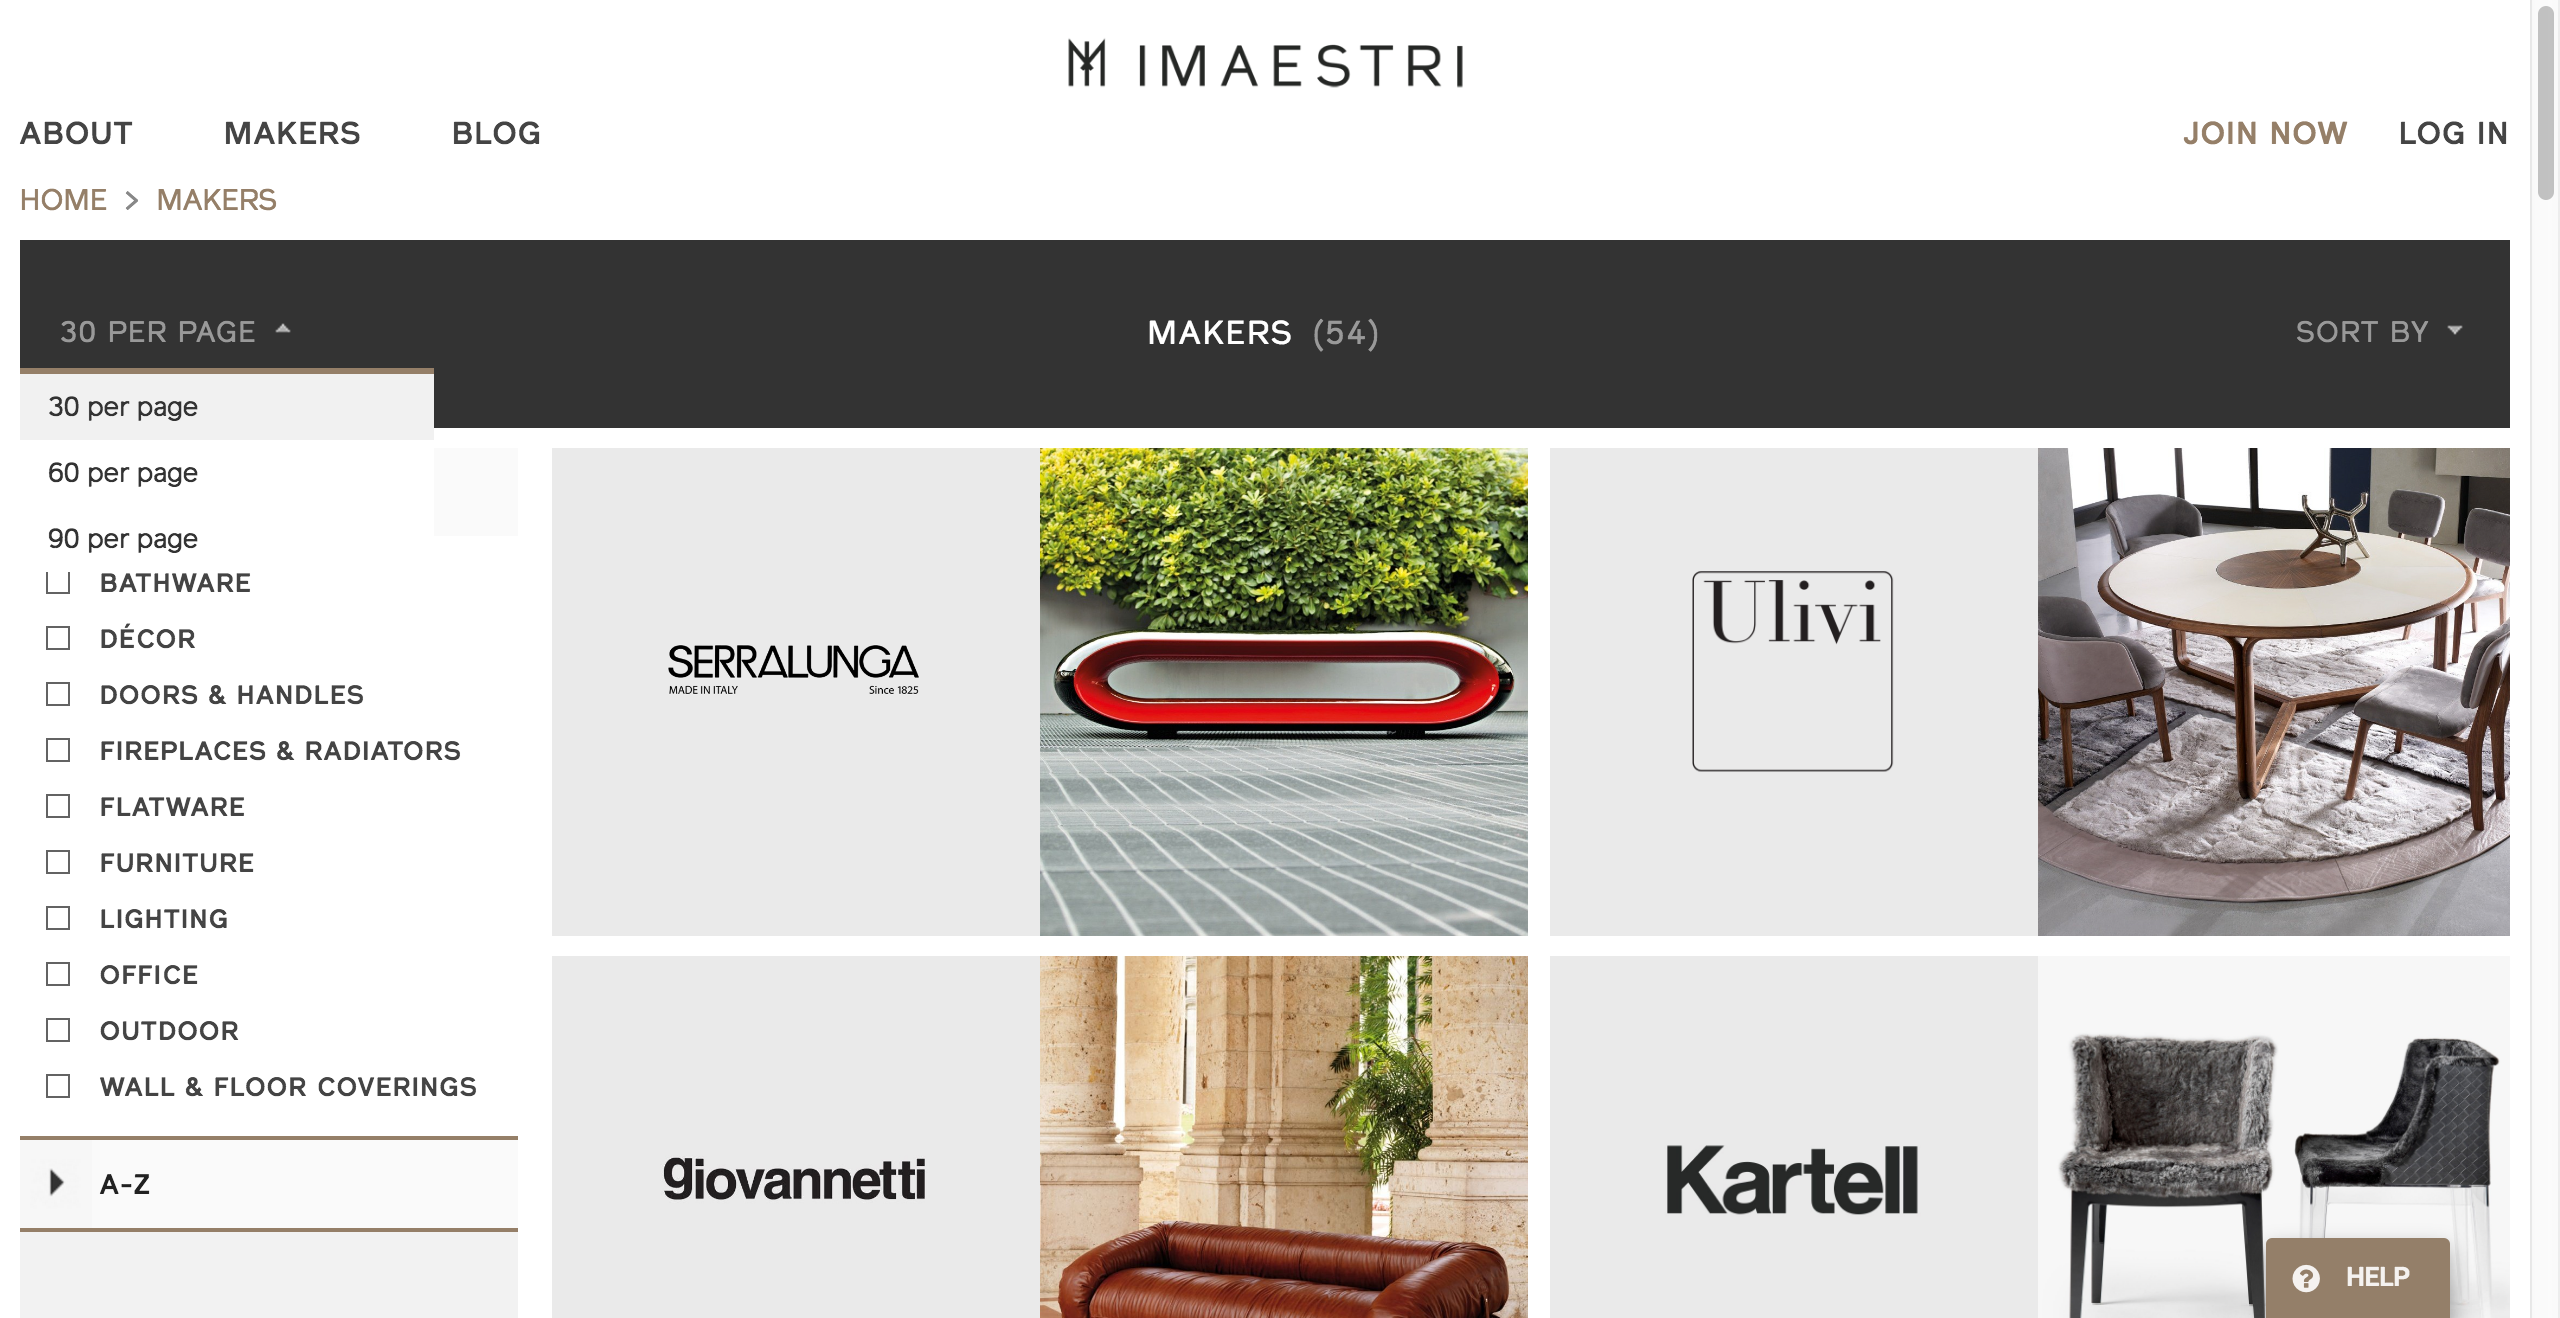 IMAESTRI
ABOUT MAKERS BLOG
JOIN NOW LOG IN
HOME > MAKERS
30 PER PAGE
MAKERS (54)
SORT BY
30 per page
60 per page
90 per page
BATHWARE
DÉCOR
DOORS & HANDLES
FIREPLACES & RADIATORS
FLATWARE
FURNITURE
LIGHTING
OFFICE
OUTDOOR
WALL & FLOOR COVERINGS
A-Z
SERRALUNGA
MADE IN ITALY Since 1825
Ulivi
giovannetti
Kartell
? HELP